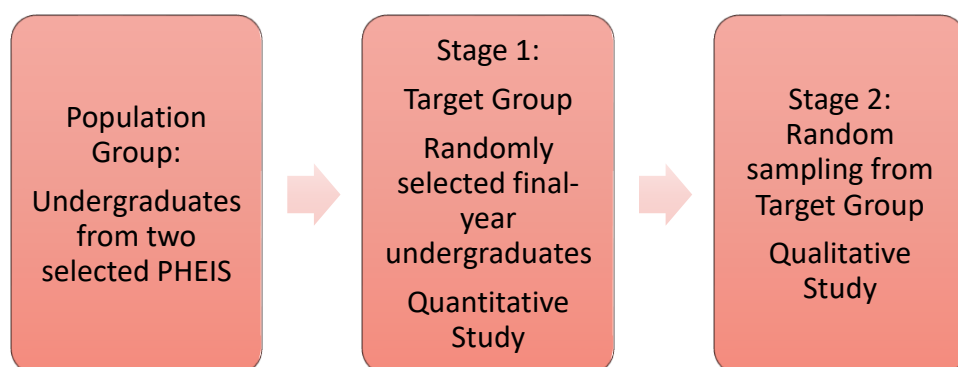 Population
Group:
Undergraduates
from two
selected PHEIS
Stage 1:
Target Group
Randomly
selected final-
year
undergraduates
Quantitative
Study
Stage 2:
Random
sampling from
Target Group
Qualitative
Study